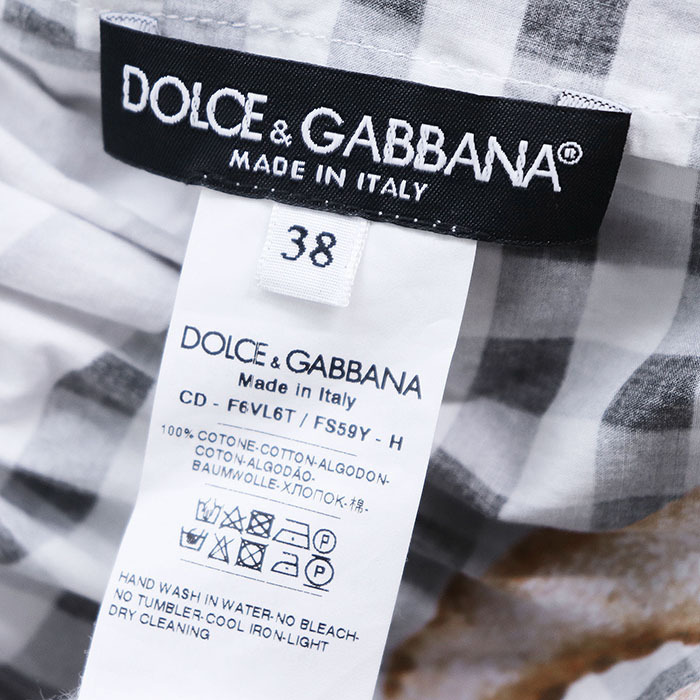 DOLCE & GABBANA®
MADE IN ITALY
38
DOLCE & GABBANA
Made in Italy
CD - F6VL6T / FS59Y - H
100% COTONE-COTTON-ALGODON-
COTON-ALGODÃO-
BAUMWOLLE-ХЛОПОК-棉-
P
P
HAND WASH IN WATER-NO BLEACH-
NO TUMBLER-COOL IRON-LIGHT
DRY CLEANING